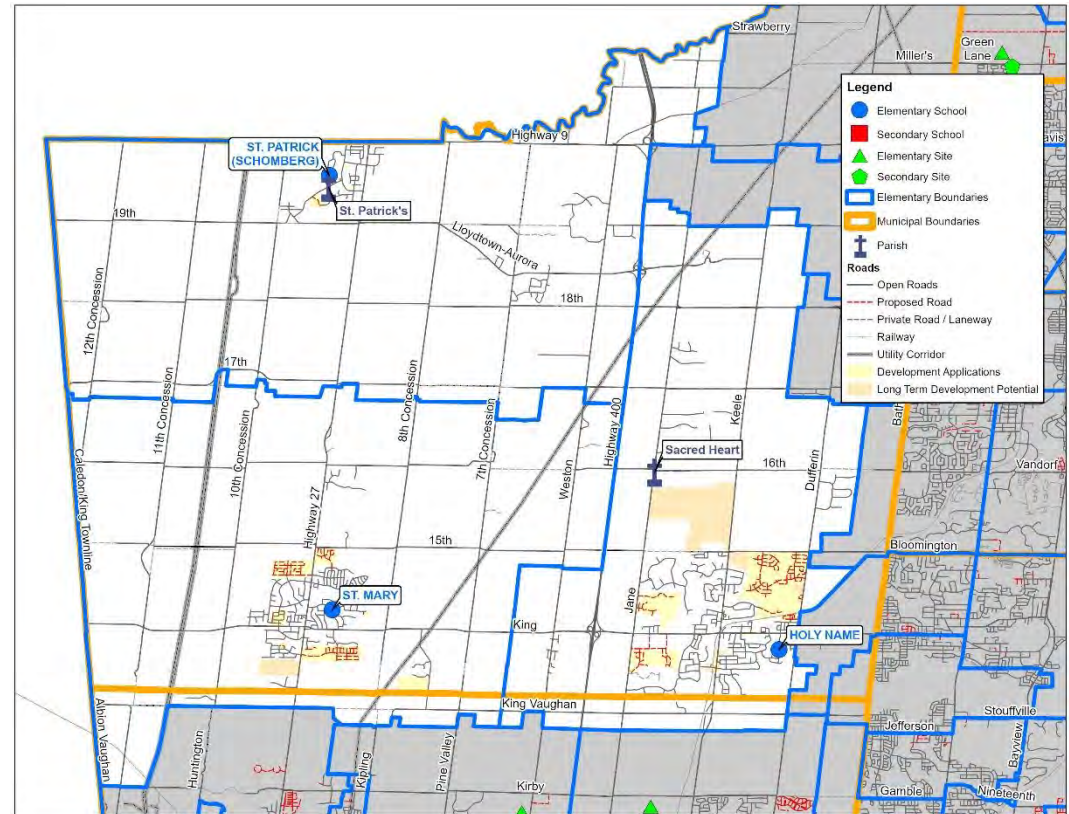 Strawberry
Miller's
Green
Lane
Highway 9
ST. PATRICK
(SCHOMBERG)
St. Patrick's
19th
Lloydtown-Aurora
18th
12th Concession
17th
11th Concession
10th Concession
8th Concession
7th Concession
Highway 27
Weston
Highway 400
Keele
Dufferin
Sacred Heart
16th
Caledon/King Townline
15th
Vandorf
Bloomington
ST. MARY
King
Jane
HOLY NAME
King Vaughan
Albion Vaughan
Huntington
Kipling
Pine Valley
Kirby
Jefferson
Stouffville
Bayview
Gamble
Nineteenth
Legend
Elementary School
Secondary School
Elementary Site
Secondary Site
Elementary Boundaries
Municipal Boundaries
Parish
Roads
Open Roads
Proposed Road
Private Road / Laneway
Railway
Utility Corridor
Development Applications
Long Term Development Potential
avis
Bath